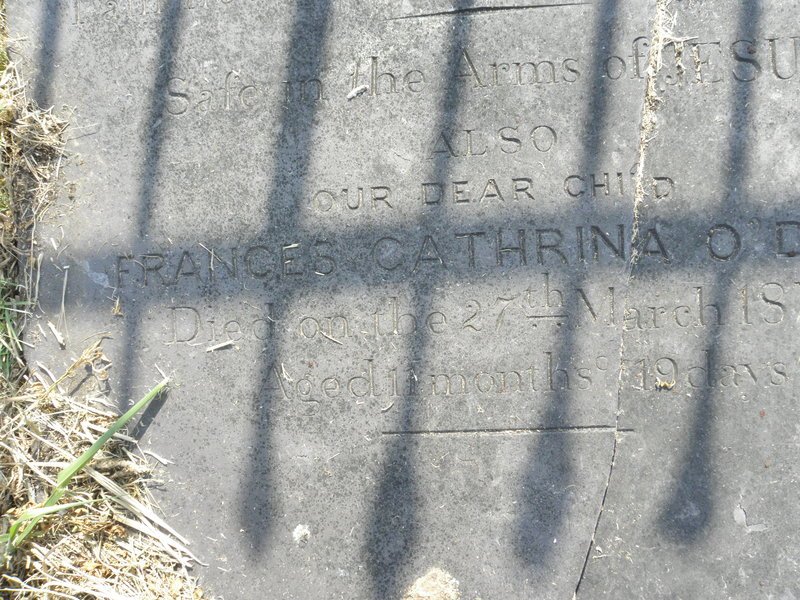 Safe in the Arms of JESU
ALSO
OUR DEAR CHILD
FRANCES CATHRINA O'D
Died on the 27th March 18
Aged 11 months 19 days